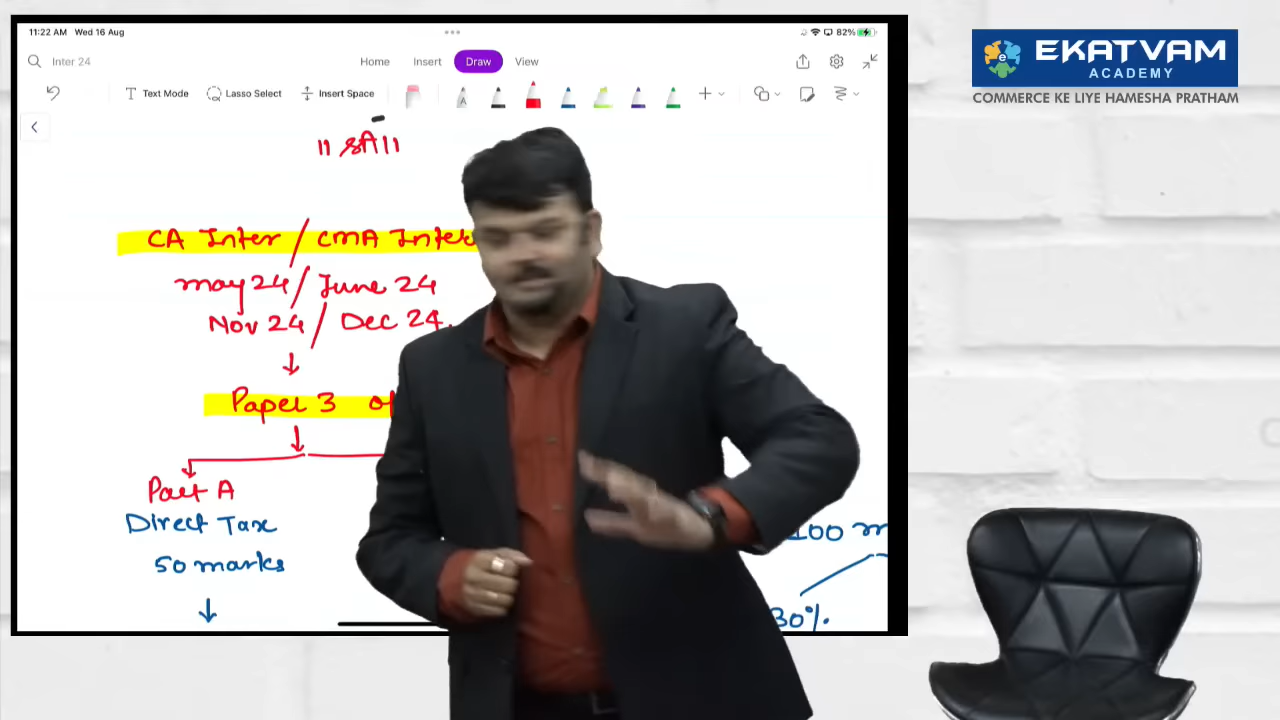 11:22 AM Wed 16 Aug
82%
Inter 24
Home Insert Draw View
Text Mode Lasso Select Insert Space
EKATVAM
ACADEMY
COMMERCE KE LIYE HAMESHA PRATHAM
CA Inter / CMA Inter
May 24 / June 24
Nov 24 / Dec 24.
Paper 3
Part A
Direct Tax
50 marks
100 m
30%